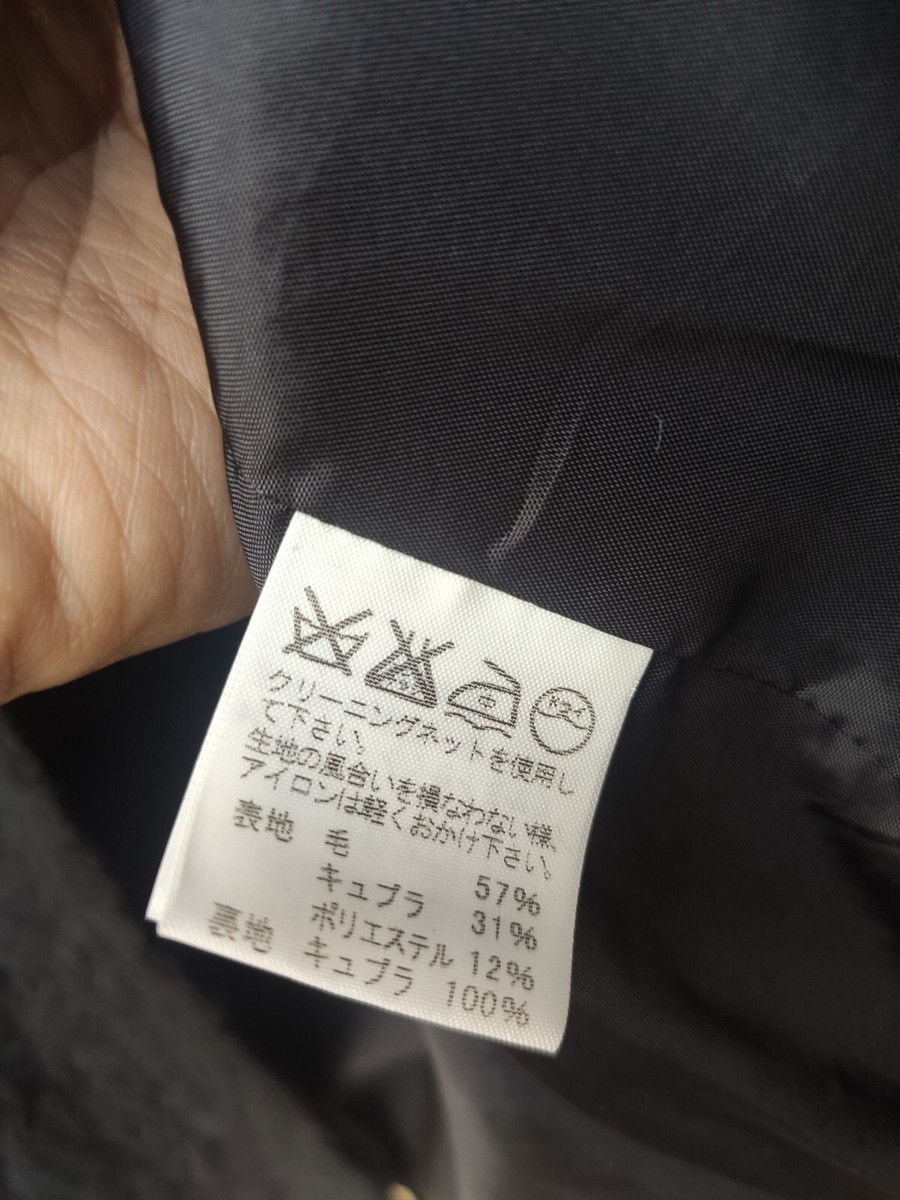 クリーニングネットを使用し
て下さい。
生地の風合いを損なわない様、
アイロンは軽くおかけ下さい。
表地 毛 57%
キュプラ 31%
ポリエステル 12%
裏地 キュプラ 100%